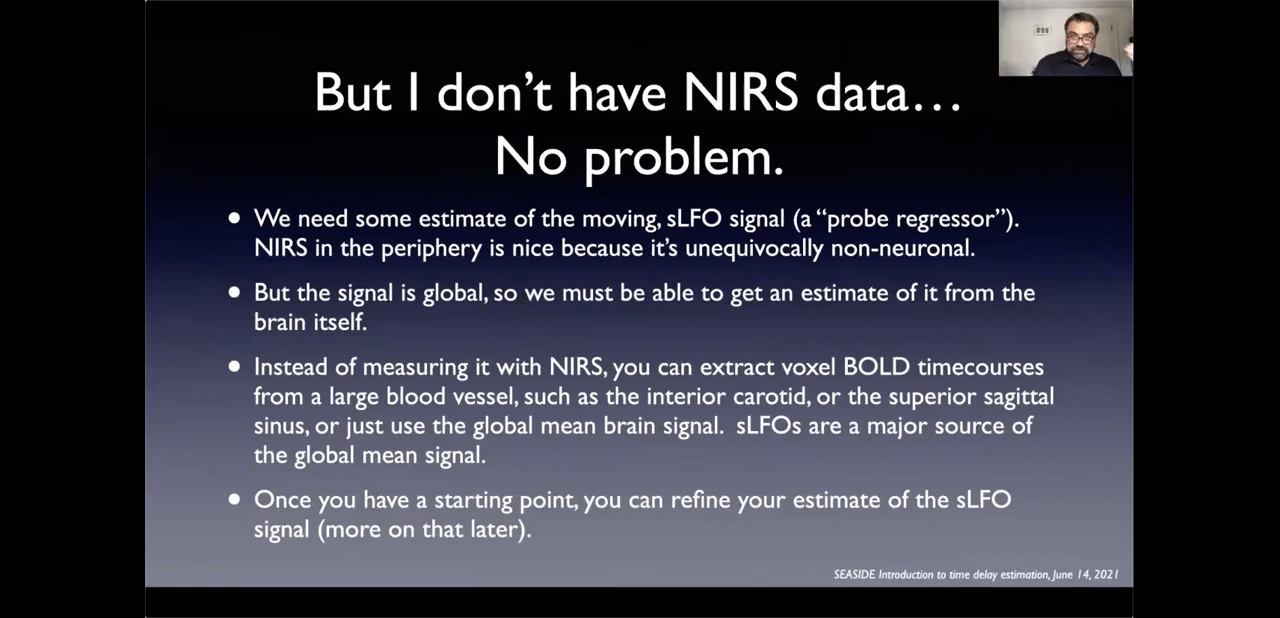 But I don't have NIRS data…
No problem.
• We need some estimate of the moving, sLFO signal (a “probe regressor”).
NIRS in the periphery is nice because it's unequivocally non-neuronal.
• But the signal is global, so we must be able to get an estimate of it from the
brain itself.
• Instead of measuring it with NIRS, you can extract voxel BOLD timecourses
from a large blood vessel, such as the interior carotid, or the superior sagittal
sinus, or just use the global mean brain signal. sLFOs are a major source of
the global mean signal.
• Once you have a starting point, you can refine your estimate of the sLFO
signal (more on that later).
SEASIDE Introduction to time delay estimation, June 14, 2021